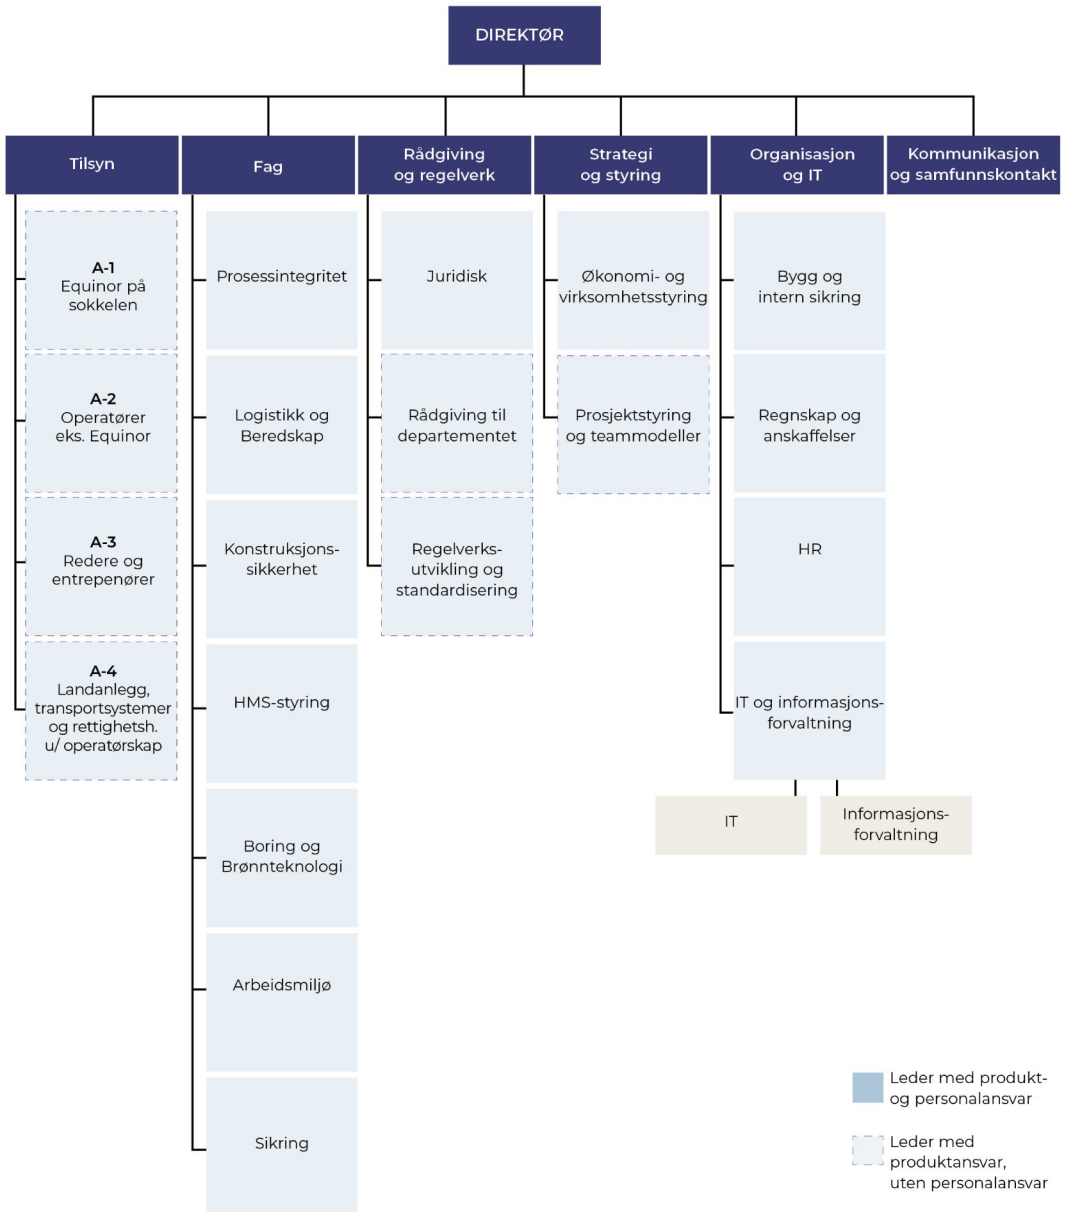 DIREKTØR
Tilsyn
Fag
Rådgiving
og regelverk
Strategi
og styring
Organisasjon
og IT
Kommunikasjon
og samfunnskontakt
A-1
Equinor på
sokkelen
A-2
Operatører
eks. Equinor
A-3
Redere og
entrepenører
A-4
Landanlegg,
transportsystemer
og rettighetsh.
u/ operatørskap
Prosessintegritet
Logistikk og
Beredskap
Konstruksjons-
sikkerhet
HMS-styring
Boring og
Brønnteknologi
Arbeidsmiljø
Sikring
Juridisk
Rådgiving til
departementet
Regelverks-
utvikling og
standardisering
Økonomi- og
virksomhetsstyring
Prosjektstyring
og teammodeller
Bygg og
intern sikring
Regnskap og
anskaffelser
HR
IT og informasjons-
forvaltning
IT
Informasjons-
forvaltning
Leder med produkt-
og personalansvar
Leder med
produktansvar,
uten personalansvar